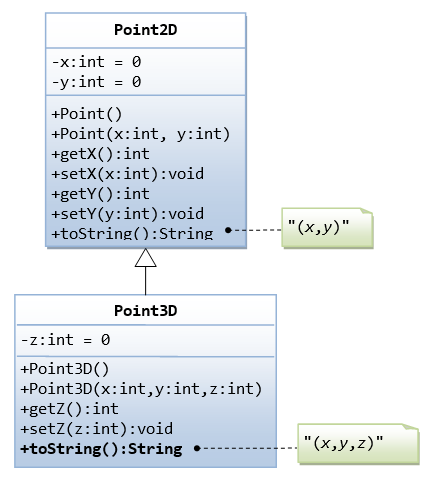 Point2D
-x:int = 0
-y:int = 0
+Point()
+Point(x:int, y:int)
+getX():int
+setX(x:int):void
+getY():int
+setY(y:int):void
+toString():String
"(x,y)"
Point3D
-z:int = 0
+Point3D()
+Point3D(x:int,y:int,z:int)
+getZ():int
+setZ(z:int):void
+toString():String
"(x,y,z)"